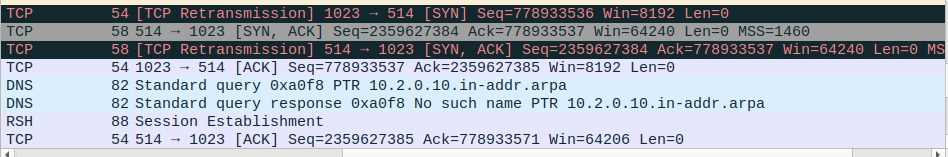 TCP 54 [TCP Retransmission] 1023 → 514 [SYN] Seq=778933536 Win=8192 Len=0
TCP 58 514 → 1023 [SYN, ACK] Seq=2359627384 Ack=778933537 Win=64240 Len=0 MSS=1460
TCP 58 [TCP Retransmission] 514 → 1023 [SYN, ACK] Seq=2359627384 Ack=778933537 Win=64240 Len=0 MS
TCP 54 1023 → 514 [ACK] Seq=778933537 Ack=2359627385 Win=8192 Len=0
DNS 82 Standard query 0xa0f8 PTR 10.2.0.10.in-addr.arpa
DNS 82 Standard query response 0xa0f8 No such name PTR 10.2.0.10.in-addr.arpa
RSH 88 Session Establishment
TCP 54 514 → 1023 [ACK] Seq=2359627385 Ack=778933571 Win=64206 Len=0